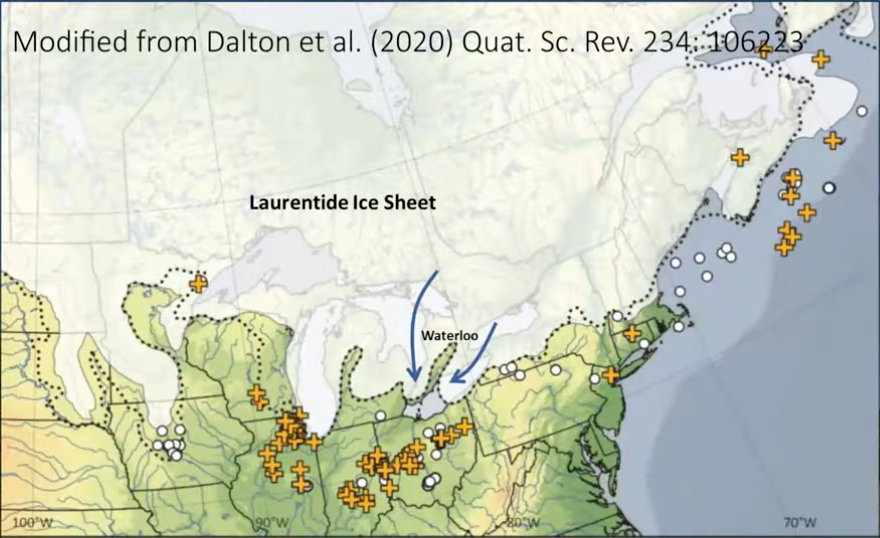 Modified from Dalton et al. (2020) Quat. Sc. Rev. 234: 106223
Laurentide Ice Sheet
Waterloo
100°W 90°W 80°W 70°W